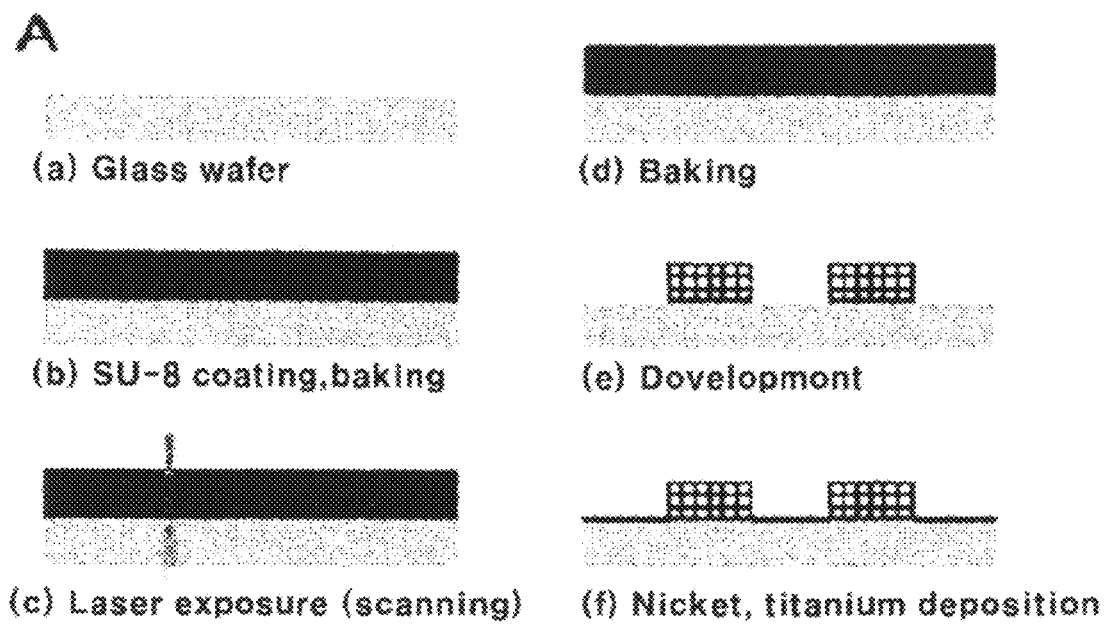 A
(a) Glass wafer
(b) SU-8 coating,baking
(c) Laser exposure (scanning)
(d) Baking
(e) Dovelopmont
(f) Nicket, titanium deposition